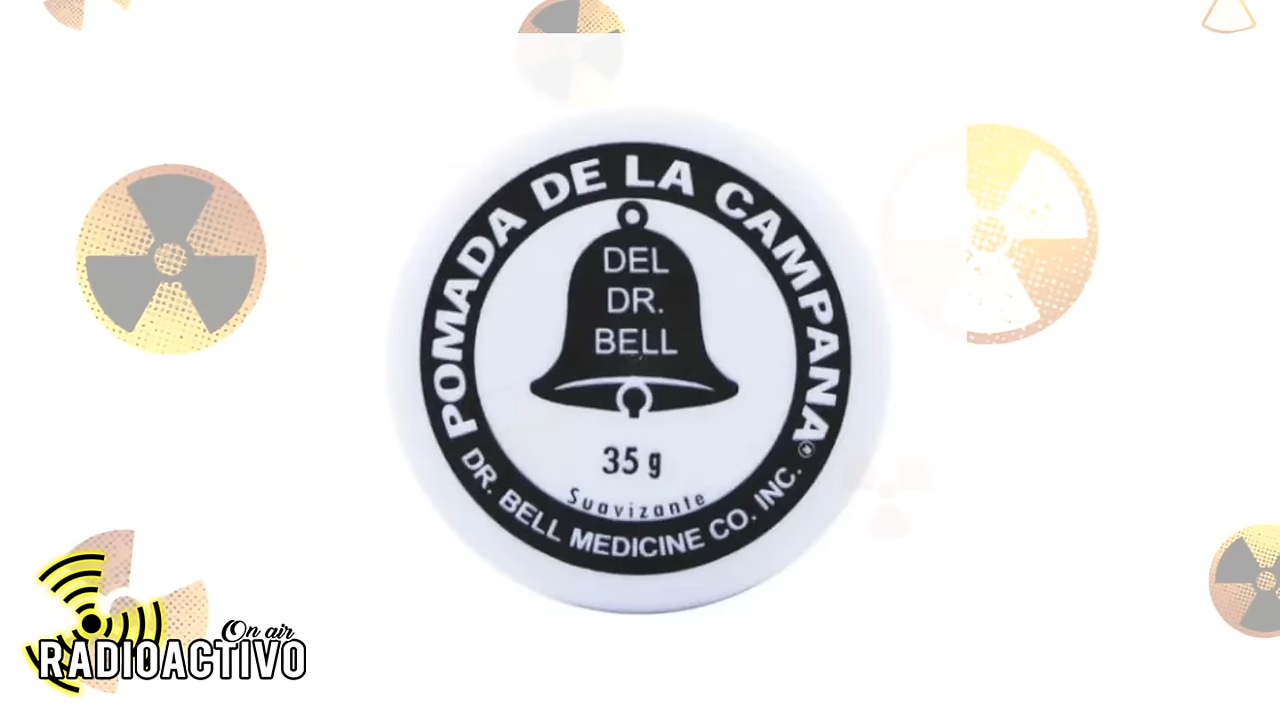 POMADA DE LA CAMPANA®
DEL
DR.
BELL
35 g
Suavizante
DR. BELL MEDICINE CO. INC.
On air
RADIOACTIVO